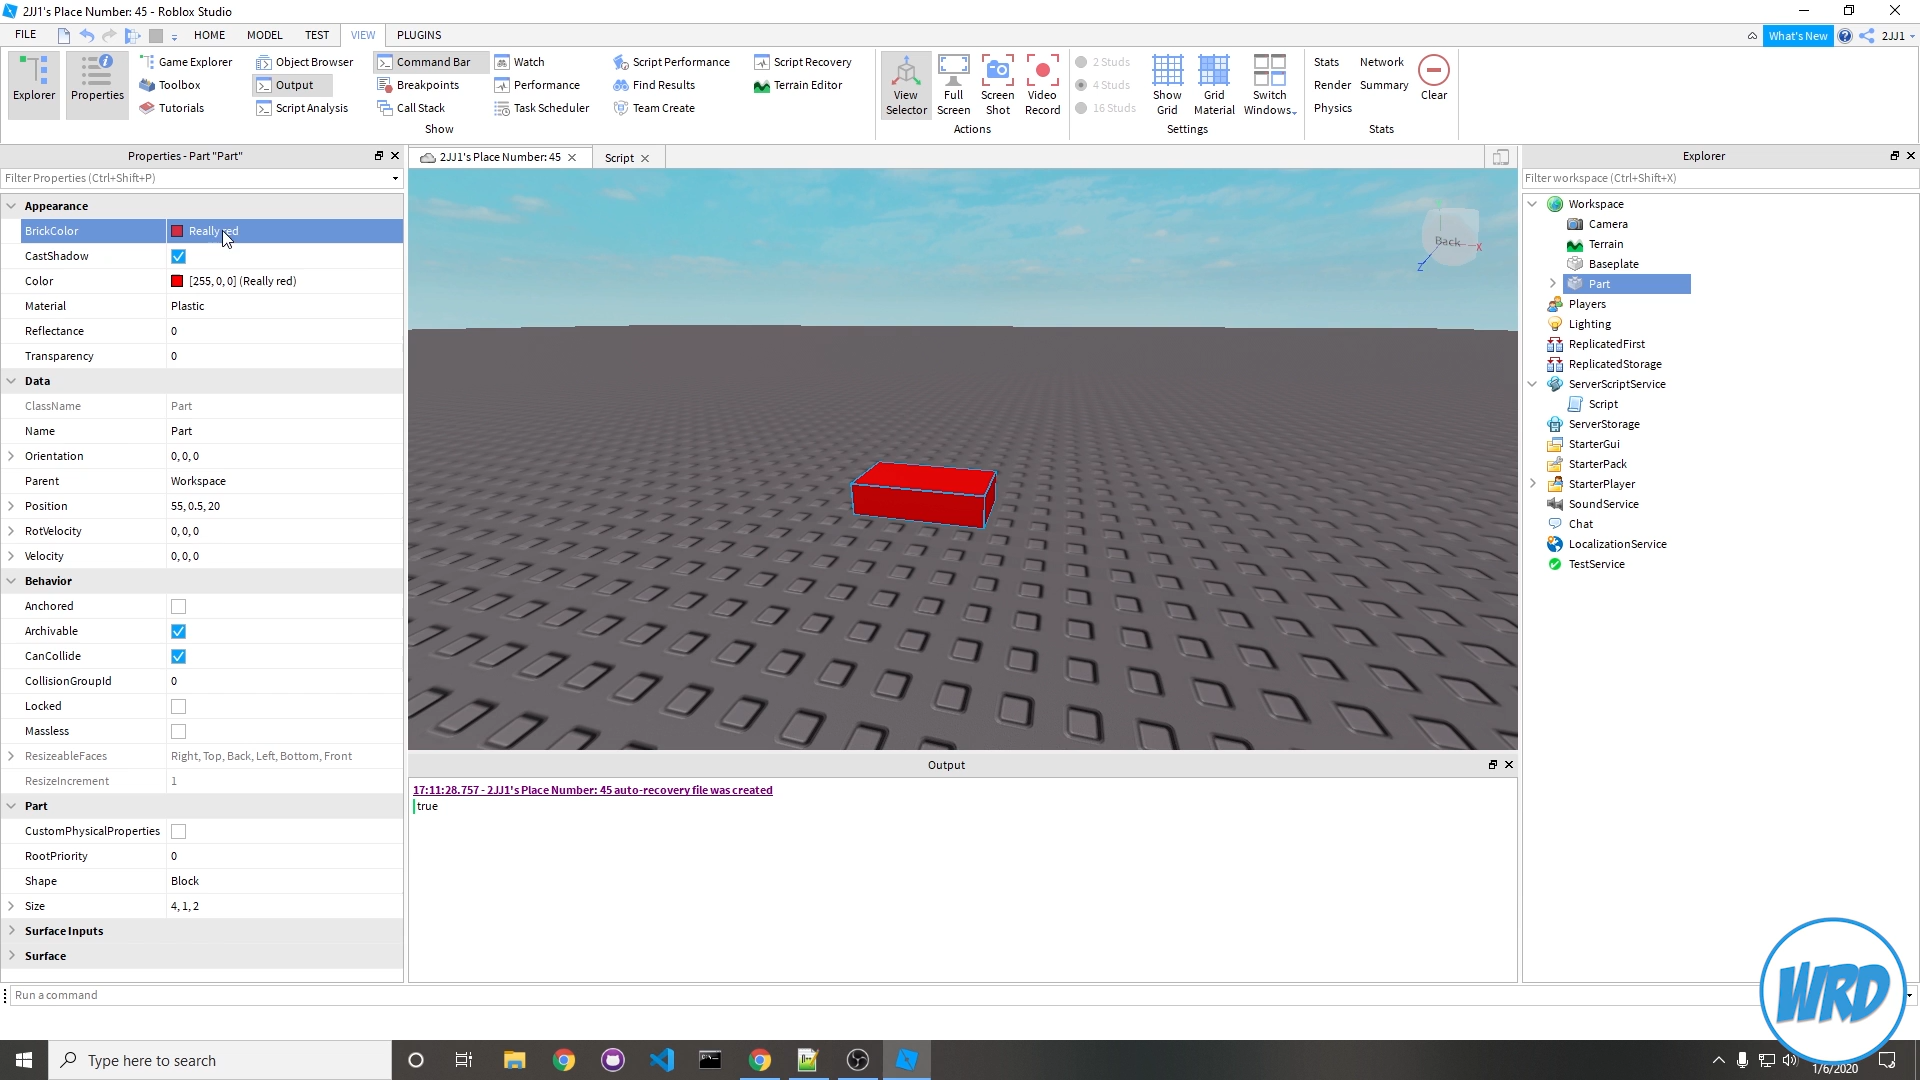 2JJ1's Place Number: 45 - Roblox Studio
FILE HOME MODEL TEST VIEW PLUGINS What's New 2JJ1
Explorer Properties Game Explorer Object Browser Command Bar Watch Script Performance Script Recovery
Toolbox Output Breakpoints Performance Find Results Terrain Editor
Tutorials Script Analysis Call Stack Task Scheduler Team Create
Show
View Selector Full Screen Screen Shot Video Record
Actions
2 Studs
4 Studs
16 Studs
Show Grid Grid Material Switch Windows
Settings
Stats Network
Render Summary
Physics
Clear
Stats
Properties - Part "Part"
Filter Properties (Ctrl+Shift+P)
Appearance
BrickColor Really red
CastShadow
Color [255, 0, 0] (Really red)
Material Plastic
Reflectance 0
Transparency 0
Data
ClassName Part
Name Part
Orientation 0, 0, 0
Parent Workspace
Position 55, 0.5, 20
RotVelocity 0, 0, 0
Velocity 0, 0, 0
Behavior
Anchored
Archivable
CanCollide
CollisionGroupId 0
Locked
Massless
ResizeableFaces Right, Top, Back, Left, Bottom, Front
ResizeIncrement 1
Part
CustomPhysicalProperties
RootPriority 0
Shape Block
Size 4, 1, 2
Surface Inputs
Surface
2JJ1's Place Number: 45
Script
Back
X
Z
Output
17:11:28.757 - 2JJ1's Place Number: 45 auto-recovery file was created
true
Explorer
Filter workspace (Ctrl+Shift+X)
Workspace
Camera
Terrain
Baseplate
Part
Players
Lighting
ReplicatedFirst
ReplicatedStorage
ServerScriptService
Script
ServerStorage
StarterGui
StarterPack
StarterPlayer
SoundService
Chat
LocalizationService
TestService
Run a command
WRD
Type here to search
1/6/2020